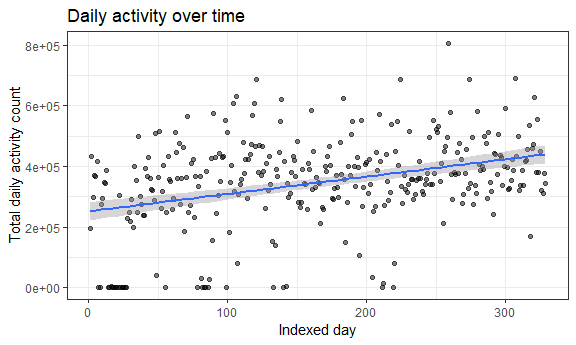 Daily activity over time
8e+05
6e+05
4e+05
2e+05
0e+00
Total daily activity count
0 100 200 300
Indexed day